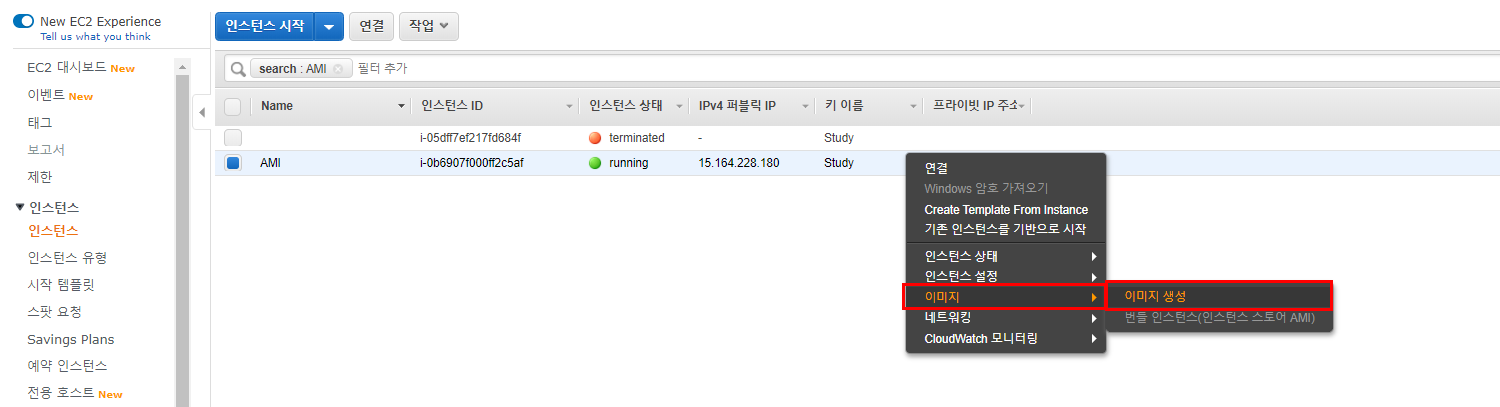 New EC2 Experience
Tell us what you think
EC2 대시보드 New
이벤트 New
태그
보고서
제한
인스턴스
인스턴스
인스턴스 유형
시작 템플릿
스팟 요청
Savings Plans
예약 인스턴스
전용 호스트 New
인스턴스 시작 연결 작업
search : AMI 필터 추가
Name 인스턴스 ID 인스턴스 상태 IPv4 퍼블릭 IP 키 이름 프라이빗 IP 주소
i-05dff7ef217fd684f terminated - Study
AMI i-0b6907f000ff2c5af running 15.164.228.180 Study
연결
Windows 암호 가져오기
Create Template From Instance
기존 인스턴스를 기반으로 시작
인스턴스 상태
인스턴스 설정
이미지
네트워킹
CloudWatch 모니터링
이미지 생성
번들 인스턴스(인스턴스 스토어 AMI)